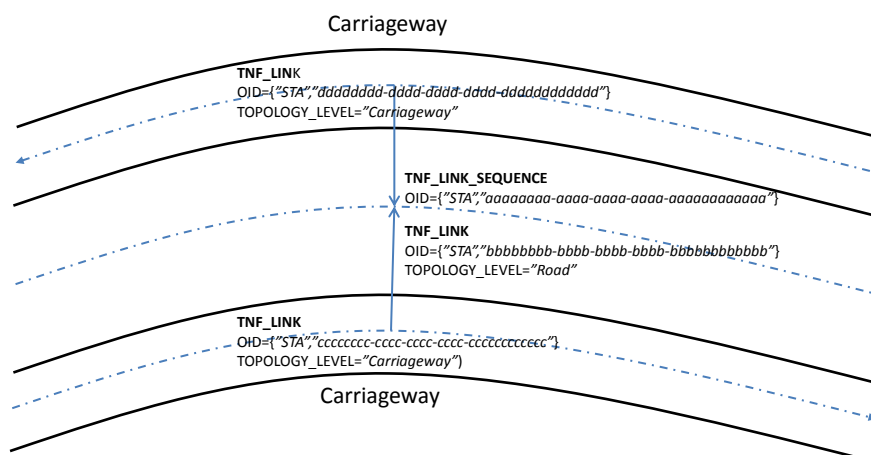 Carriageway
TNF_LINK
OID={"STA","dddddddd-dddd-dddd-dddd-dddddddddddd"}
TOPOLOGY_LEVEL="Carriageway"
TNF_LINK_SEQUENCE
OID={"STA","aaaaaaaa-aaaa-aaaa-aaaa-aaaaaaaaaaaa"}
TNF_LINK
OID={"STA","bbbbbbbb-bbbb-bbbb-bbbb-bbbbbbbbbbbb"}
TOPOLOGY_LEVEL="Road"
TNF_LINK
OID={"STA","cccccccc-cccc-cccc-cccc-cccccccccccc"}
TOPOLOGY_LEVEL="Carriageway")
Carriageway